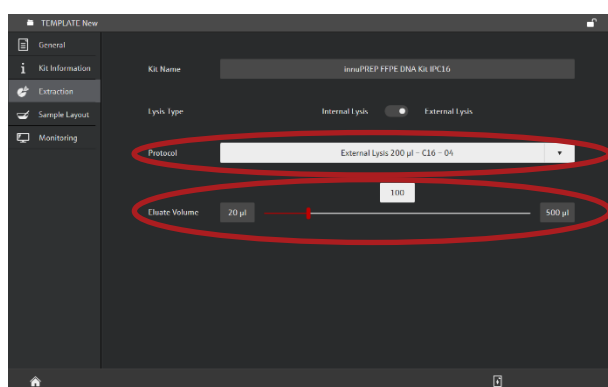 TEMPLATE New
General
Kit Information
Extraction
Sample Layout
Monitoring
Kit Name
innuPREP FFPE DNA Kit IPC16
Lysis Type
Internal Lysis External Lysis
Protocol
External Lysis 200 µl – C16 – 04
100
Eluate Volume
20 µl
500 µl